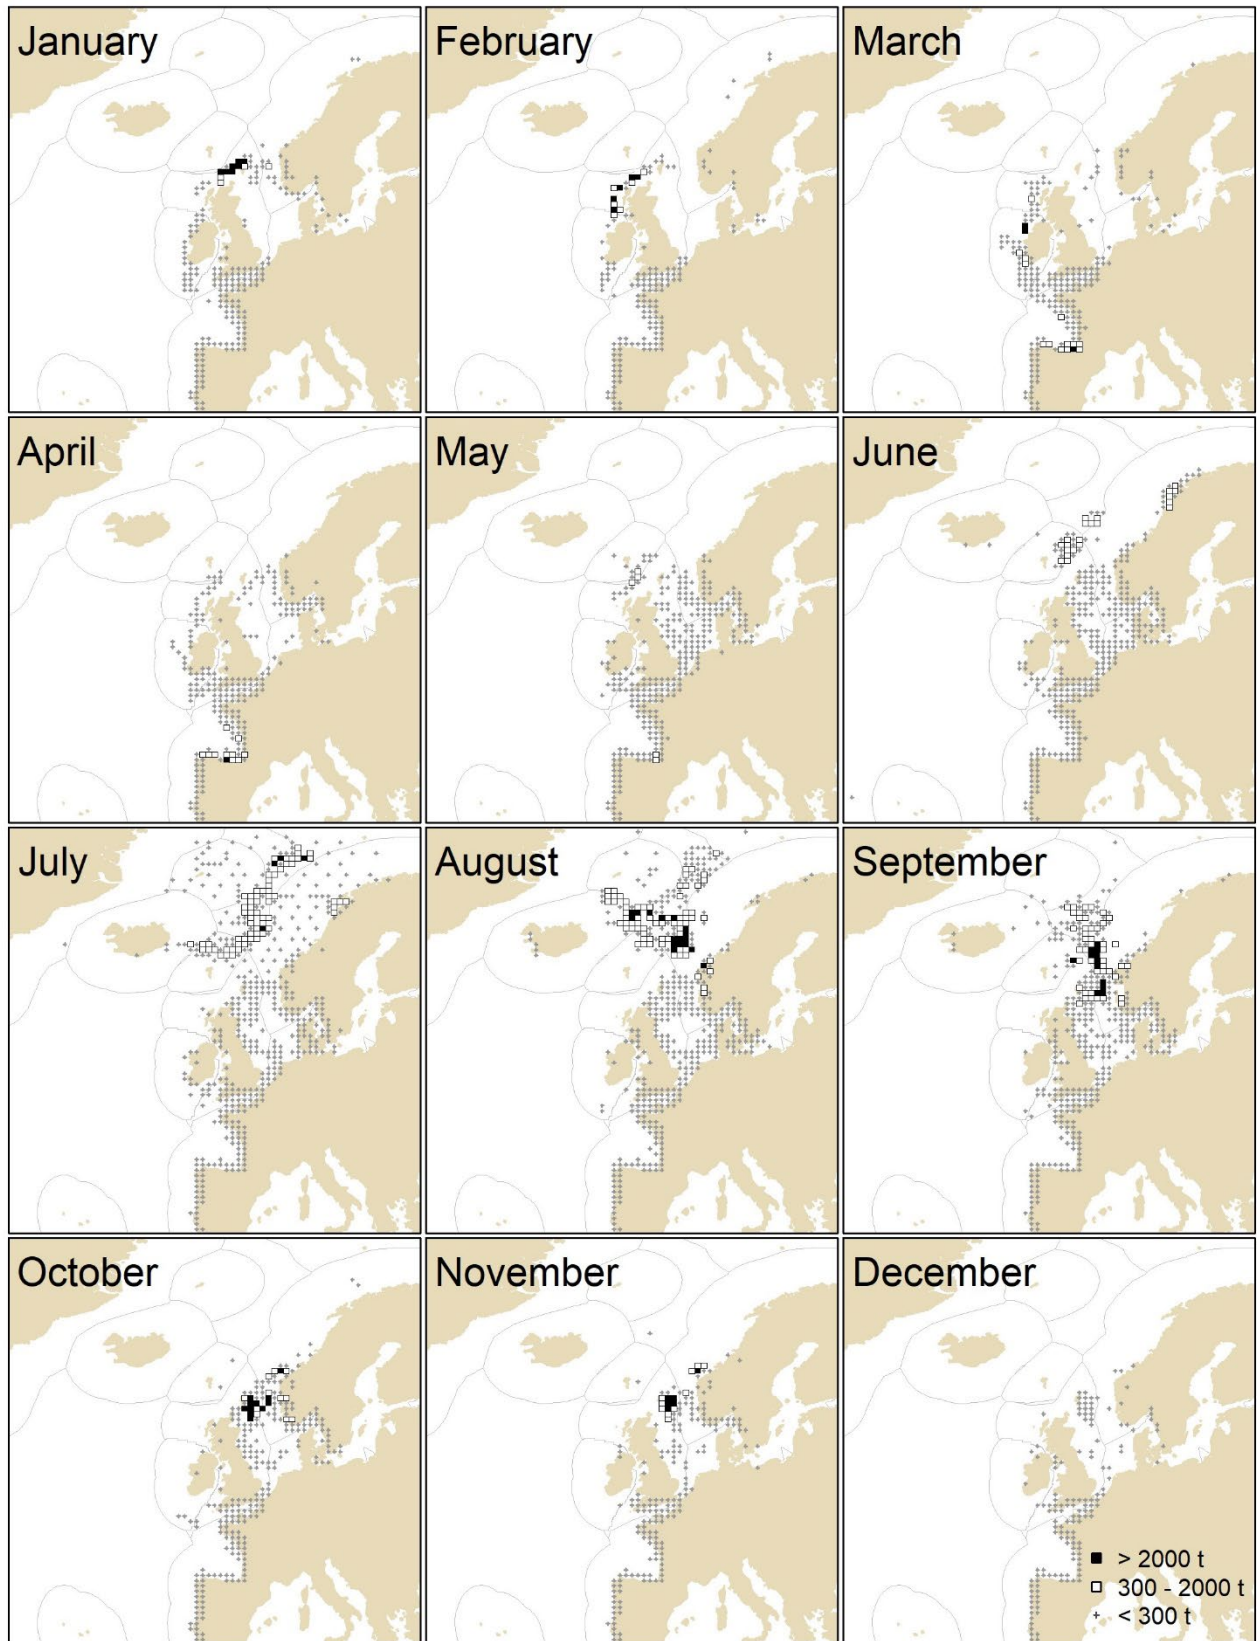 January
February
March
April
May
June
July
August
September
October
November
December
> 2000 t
300 - 2000 t
< 300 t